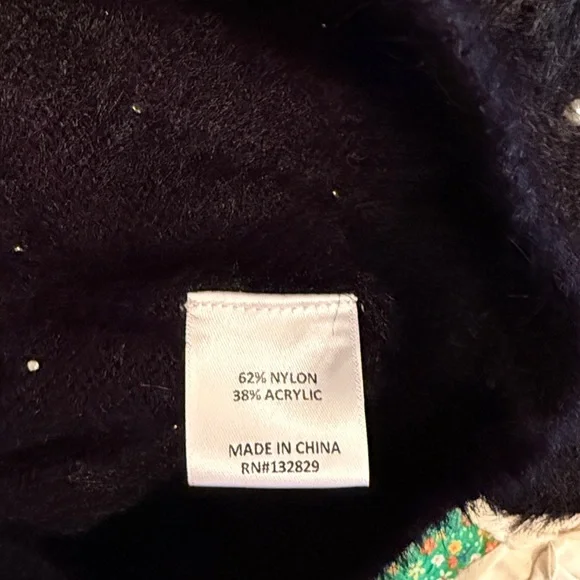 62% NYLON
38% ACRYLIC
MADE IN CHINA
RN#132829